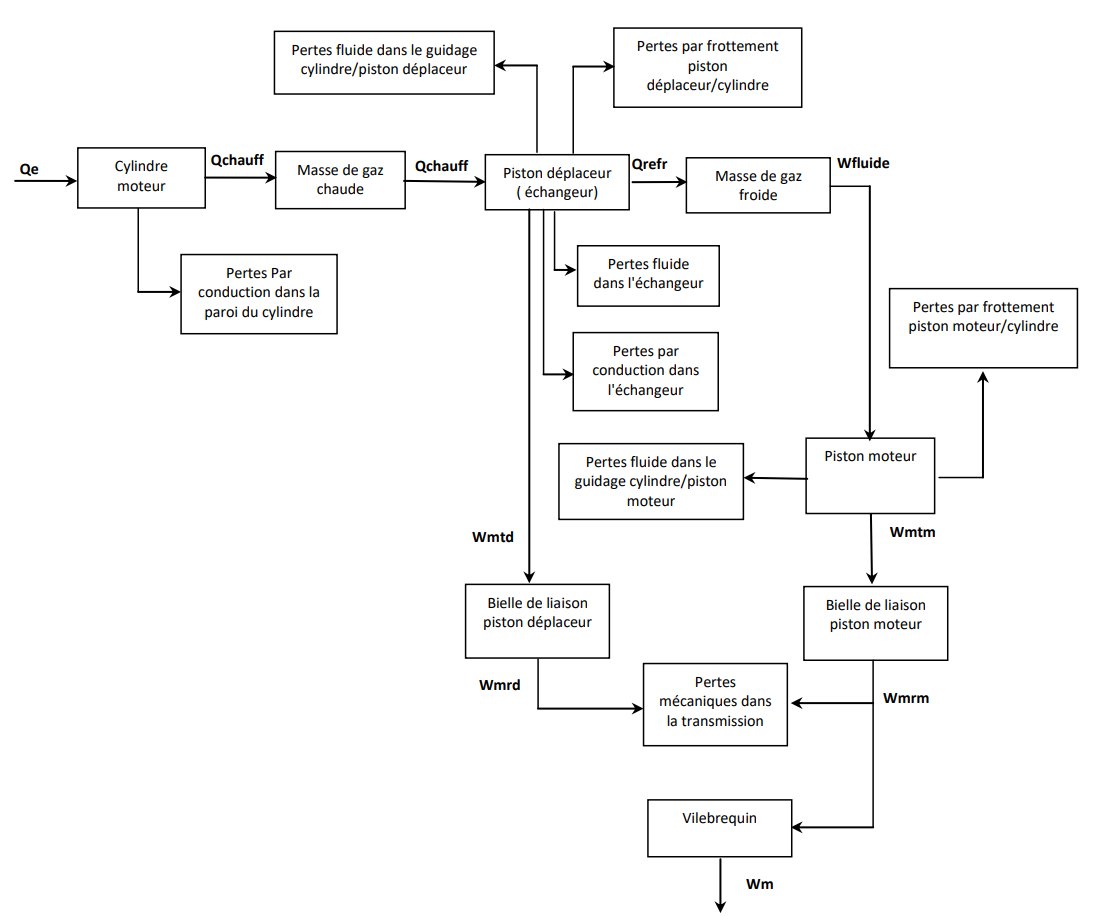 Pertes fluide dans le guidage
cylindre/piston déplaceur
Pertes par frottement
piston
déplaceur/cylindre
Qe
Cylindre
moteur
Qchauff
Masse de gaz
chaude
Qchauff
Piston déplaceur
( échangeur)
Qrefr
Masse de gaz
froide
Wfluide
Pertes Par
conduction dans la
paroi du cylindre
Pertes fluide
dans l'échangeur
Pertes par frottement
piston moteur/cylindre
Pertes par
conduction dans
l'échangeur
Pertes fluide dans le
guidage cylindre/piston
moteur
Piston moteur
Wmtd
Wmtm
Bielle de liaison
piston déplaceur
Bielle de liaison
piston moteur
Wmrd
Pertes
mécaniques dans
la transmission
Wmrm
Vilebrequin
Wm